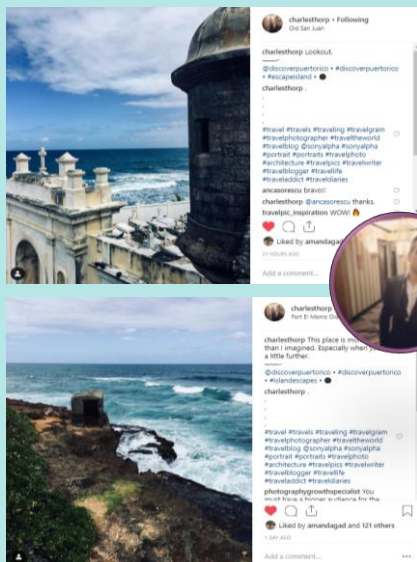 charlesthorp • Following
Old San Juan
charlesthorp Lookout.
@discoverpuertorico • #discoverpuertorico
• #escapeisland •
charlesthorp .
.
.
.
.
#travel #travels #traveling #travelgram
#travelphotographer #traveltheworld
#travelblog @sonyalpha #sonyalpha
#portrait #portraits #travelphoto
#architecture #travelpics #travelwriter
#travelblogger #travellife
#traveladdict #traveldiaries
ancasorescu bravo!!
charlesthorp @ancasorescu thanks.
travelpic_inspiration WOW! 🔥
Liked by amandagad
21 HOURS AGO
Add a comment...
charlesthorp
Fort El Morro
charlesthorp This place is
than I imagined. Especially when
a little further.
@discoverpuertorico • #discoverpuertorico
• #islandescapes •
charlesthorp .
.
.
.
.
#travel #travels #traveling #travelgram
#travelphotographer #traveltheworld
#travelblog @sonyalpha #sonyalpha
#portrait #portraits #travelphoto
#architecture #travelpics #travelwriter
#travelblogger #travellife
#traveladdict #traveldiaries
photographygrowthspecialist You
must have a bigger audience for the
Liked by amandagad and 121 others
1 DAY AGO
Add a comment...